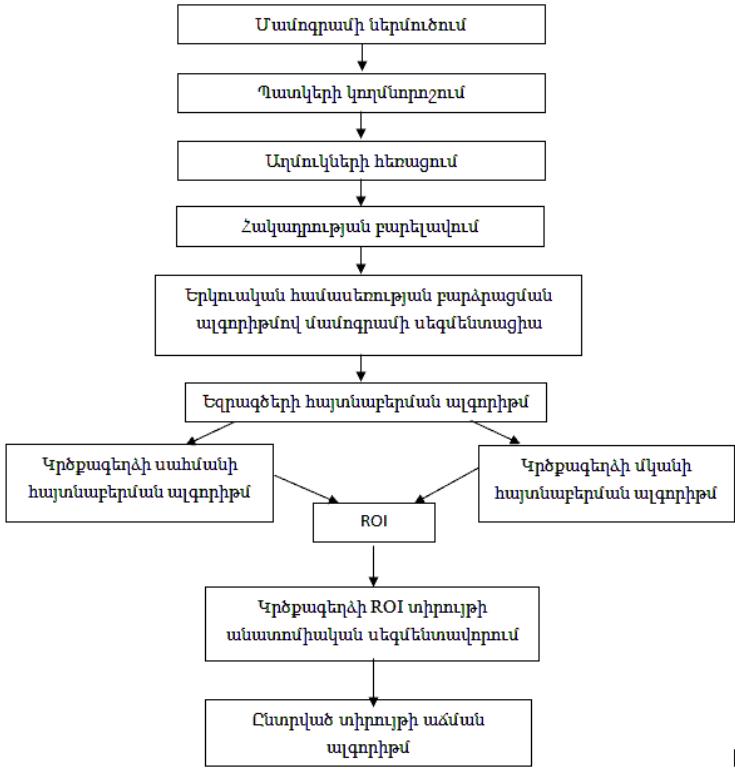 Մամոգրամի ներմուծում
Պատկերի կողմնորոշում
Աղմուկների հեռացում
Հակադրության բարելավում
Երկուական համասեռության բարձրացման
ալգորիթմով մամոգրամի սեգմենտացիա
Եզրագծերի հայտնաբերման ալգորիթմ
Կրծքագեղձի սահմանի
հայտնաբերման ալգորիթմ
Կրծքագեղձի մկանի
հայտնաբերման ալգորիթմ
ROI
Կրծքագեղձի ROI տիրույթի
անատոմիական սեգմենտավորում
Ընտրված տիրույթի աճման
ալգորիթմ